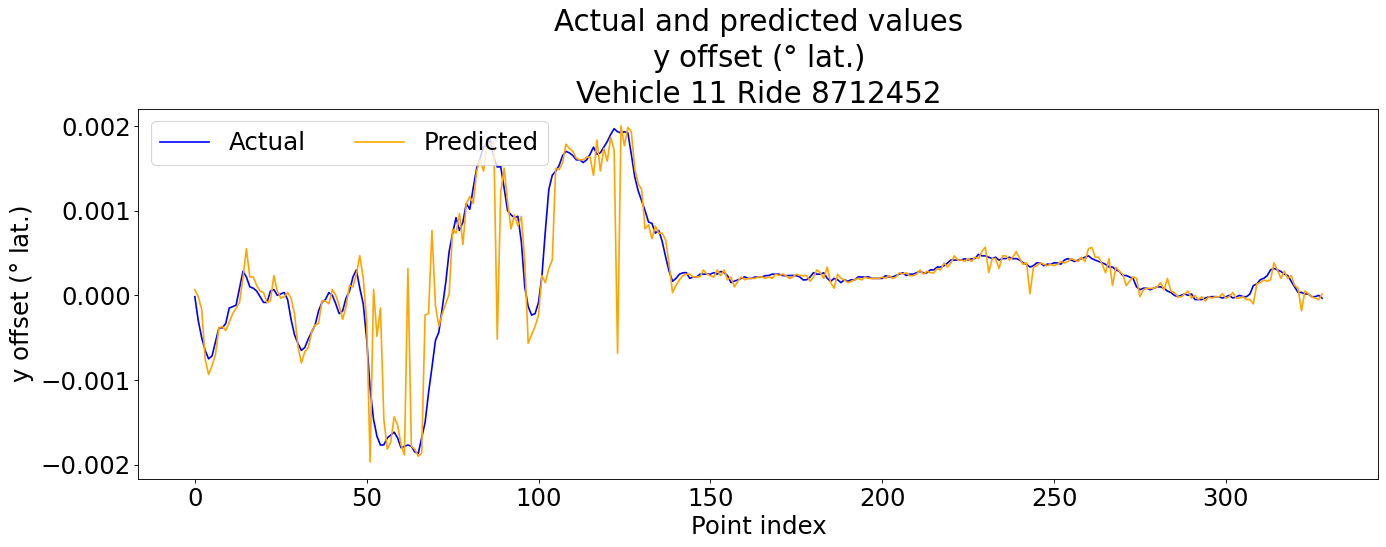 Actual and predicted values
y offset (° lat.)
Vehicle 11 Ride 8712452
Actual
Predicted
y offset (° lat.)
0.002
0.001
0.000
−0.001
−0.002
0
50
100
150
200
250
300
Point index